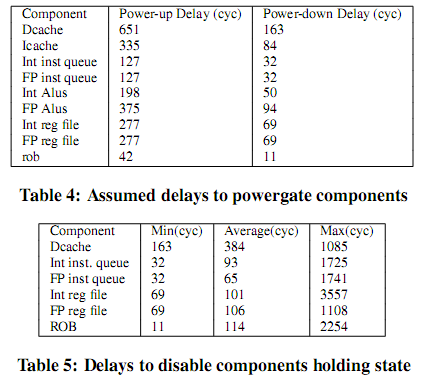 Component Power-up Delay (cyc) Power-down Delay (cyc)
Dcache 651 163
Icache 335 84
Int inst queue 127 32
FP inst queue 127 32
Int Alus 198 50
FP Alus 375 94
Int reg file 277 69
FP reg file 277 69
rob 42 11
Table 4: Assumed delays to powergate components
Component Min(cyc) Average(cyc) Max(cyc)
Dcache 163 384 1085
Int inst. queue 32 93 1725
FP inst queue 32 65 1741
Int reg file 69 101 3557
FP reg file 69 106 1108
ROB 11 114 2254
Table 5: Delays to disable components holding state